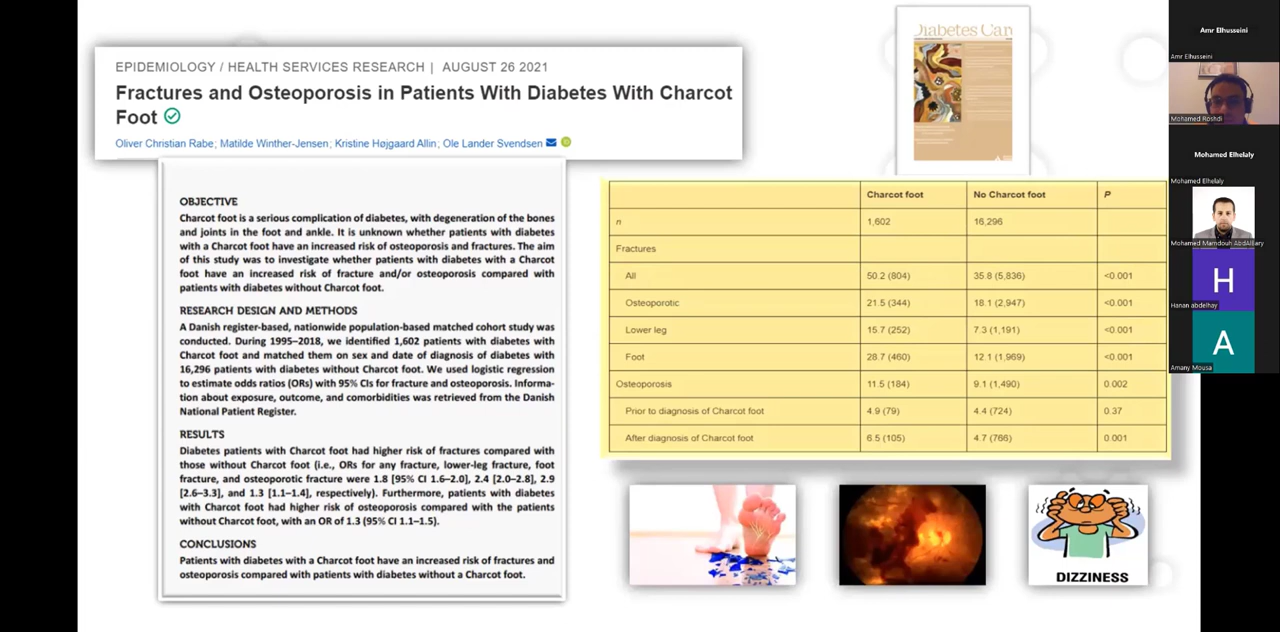 EPIDEMIOLOGY / HEALTH SERVICES RESEARCH | AUGUST 26 2021
Fractures and Osteoporosis in Patients With Diabetes With Charcot
Foot
Oliver Christian Rabe; Matilde Winther-Jensen; Kristine Højgaard Allin; Ole Lander Svendsen
OBJECTIVE
Charcot foot is a serious complication of diabetes, with degeneration of the bones
and joints in the foot and ankle. It is unknown whether patients with diabetes
with a Charcot foot have an increased risk of osteoporosis and fractures. The aim
of this study was to investigate whether patients with diabetes with a Charcot
foot have an increased risk of fracture and/or osteoporosis compared with
patients with diabetes without Charcot foot.
RESEARCH DESIGN AND METHODS
A Danish register-based, nationwide population-based matched cohort study was
conducted. During 1995–2018, we identified 1,602 patients with diabetes with
Charcot foot and matched them on sex and date of diagnosis of diabetes with
16,296 patients with diabetes without Charcot foot. We used logistic regression
to estimate odds ratios (ORs) with 95% CIs for fracture and osteoporosis. Informa-
tion about exposure, outcome, and comorbidities was retrieved from the Danish
National Patient Register.
RESULTS
Diabetes patients with Charcot foot had higher risk of fractures compared with
those without Charcot foot (i.e., ORs for any fracture, lower-leg fracture, foot
fracture, and osteoporotic fracture were 1.8 [95% CI 1.6–2.0], 2.4 [2.0–2.8], 2.9
[2.6–3.3], and 1.3 [1.1–1.4], respectively). Furthermore, patients with diabetes
with Charcot foot had higher risk of osteoporosis compared with the patients
without Charcot foot, with an OR of 1.3 (95% CI 1.1–1.5).
CONCLUSIONS
Patients with diabetes with a Charcot foot have an increased risk of fractures and
osteoporosis compared with patients with diabetes without a Charcot foot.
Diabetes Car
Charcot foot No Charcot foot P
n 1,602 16,296
Fractures
All 50.2 (804) 35.8 (5,836) <0.001
Osteoporotic 21.5 (344) 18.1 (2,947) <0.001
Lower leg 15.7 (252) 7.3 (1,191) <0.001
Foot 28.7 (460) 12.1 (1,969) <0.001
Osteoporosis 11.5 (184) 9.1 (1,490) 0.002
Prior to diagnosis of Charcot foot 4.9 (79) 4.4 (724) 0.37
After diagnosis of Charcot foot 6.5 (105) 4.7 (766) 0.001
DIZZINESS
Amr Elhusseini
Amr Elhusseini
Mohamed Roshdi
Mohamed Elhelaly
Mohamed Elhelaly
Mohamed Mamdouh
H
Hanan abdelhay
A
Amany Mousa